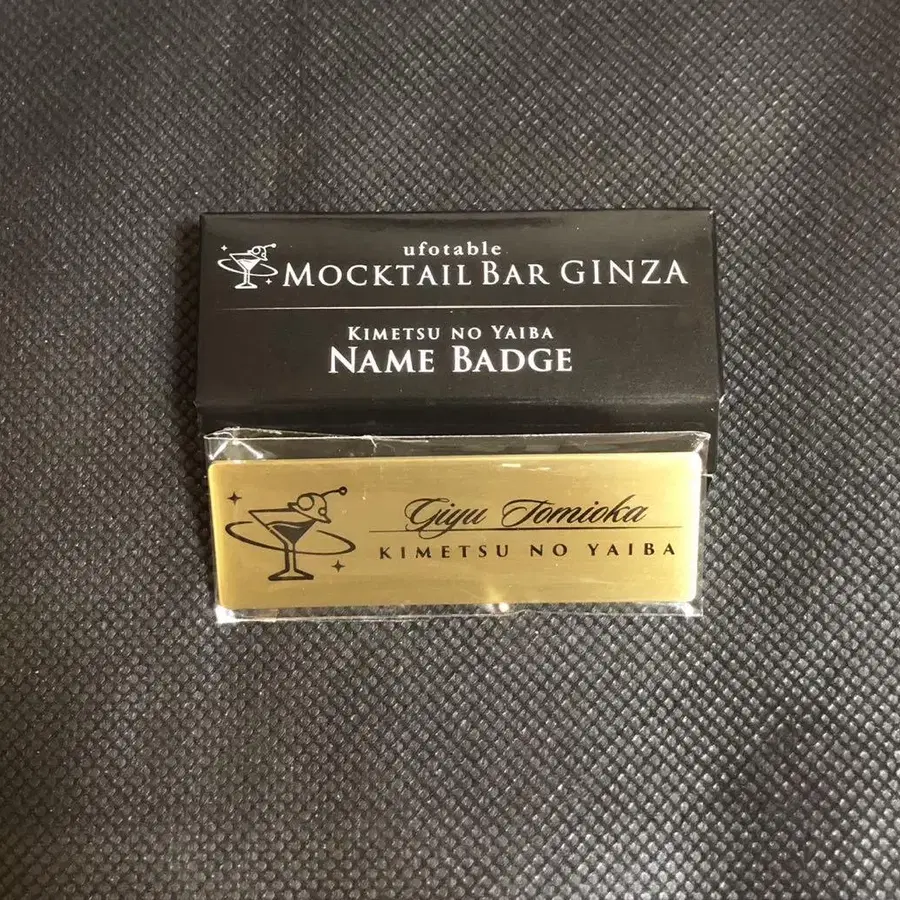 ufotable
MOCKTAIL BAR GINZA
KIMETSU NO YAIBA
NAME BADGE
Giyu Tomioka
KIMETSU NO YAIBA